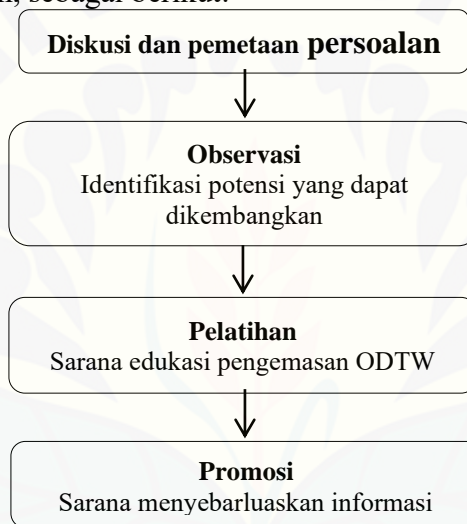 , sebagai berikut:
Diskusi dan pemetaan persoalan
Observasi
Identifikasi potensi yang dapat
dikembangkan
Pelatihan
Sarana edukasi pengemasan ODTW
Promosi
Sarana menyebarluaskan informasi